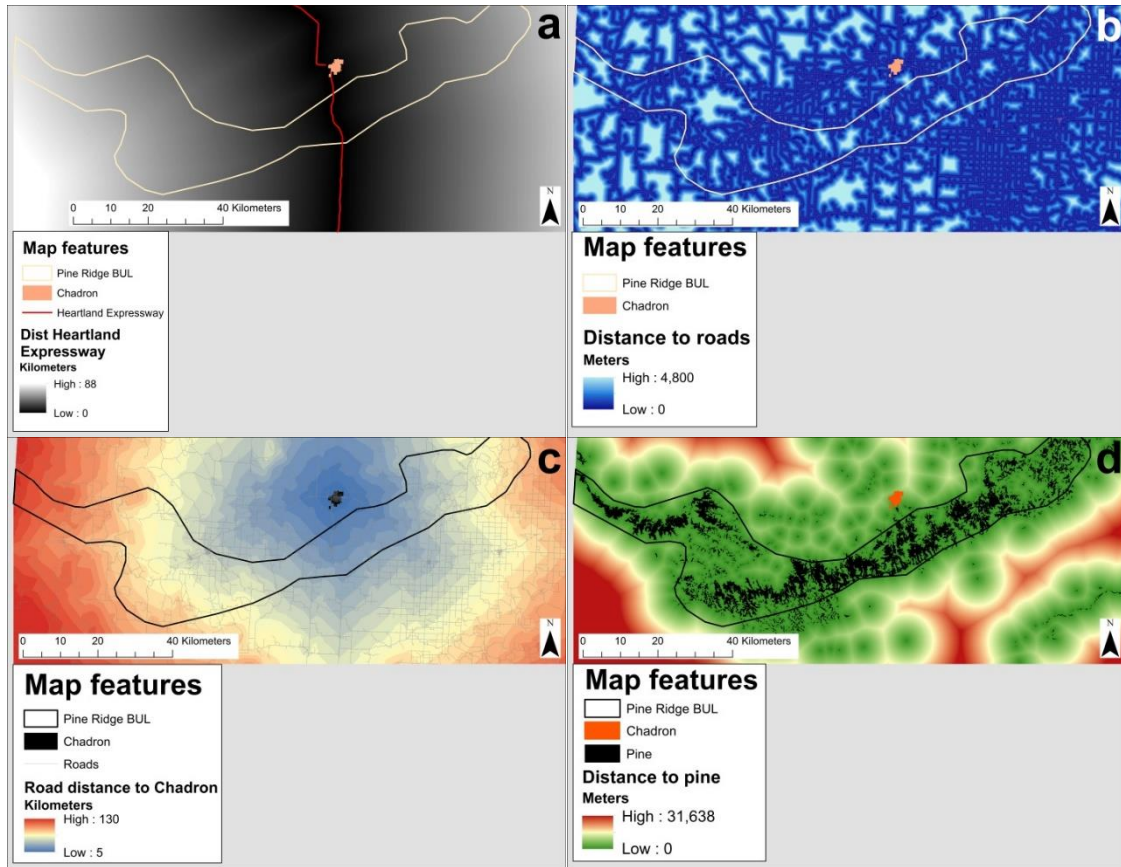 a
N
0 10 20 40 Kilometers
Map features
Pine Ridge BUL
Chadron
Heartland Expressway
Dist Heartland
Expressway
Kilometers
High : 88
Low : 0
b
N
0 10 20 40 Kilometers
Map features
Pine Ridge BUL
Chadron
Distance to roads
Meters
High : 4,800
Low : 0
c
N
0 10 20 40 Kilometers
Map features
Pine Ridge BUL
Chadron
Roads
Road distance to Chadron
Kilometers
High : 130
Low : 5
d
N
0 10 20 40 Kilometers
Map features
Pine Ridge BUL
Chadron
Pine
Distance to pine
Meters
High : 31,638
Low : 0